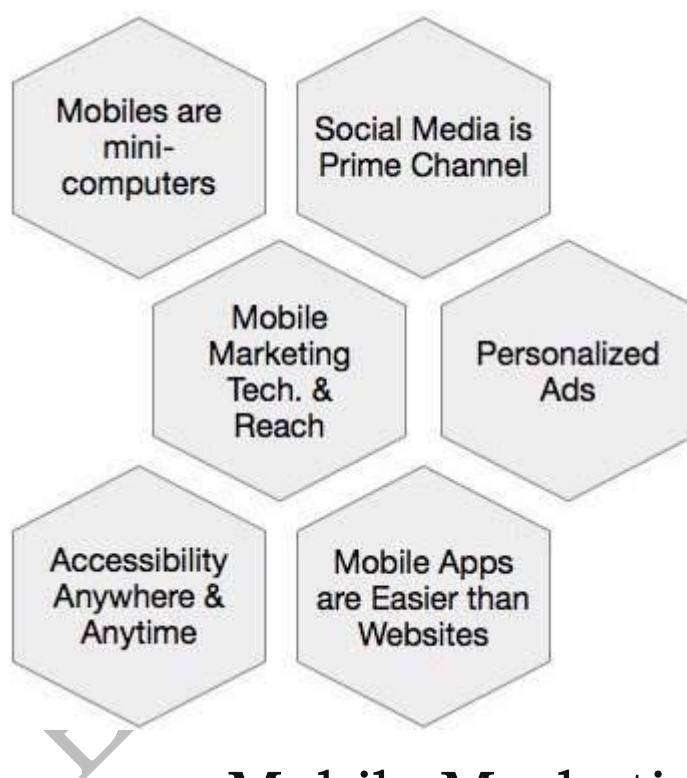 Mobiles are
mini-
computers
Social Media is
Prime Channel
Mobile
Marketing
Tech. &
Reach
Personalized
Ads
Accessibility
Anywhere &
Anytime
Mobile Apps
are Easier than
Websites